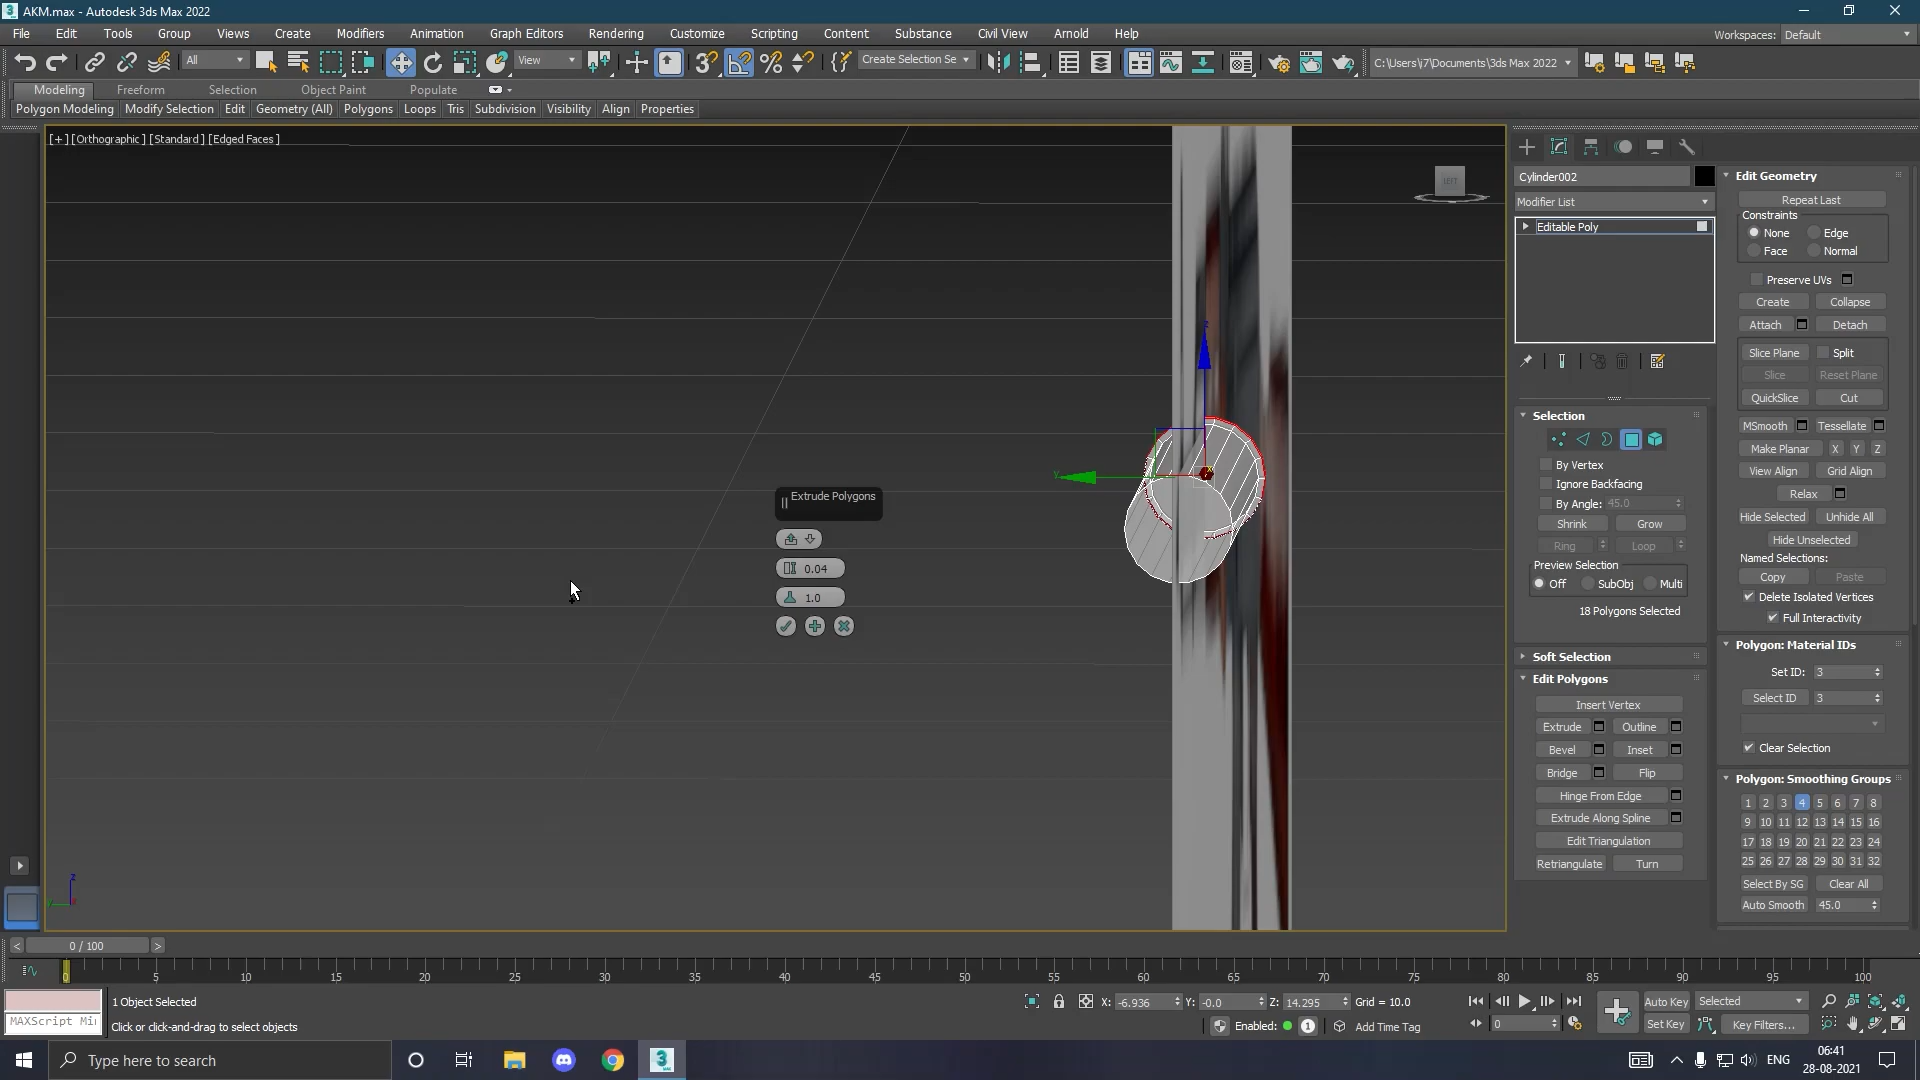 AKM.max - Autodesk 3ds Max 2022
File Edit Tools Group Views Create Modifiers Animation Graph Editors Rendering Customize Scripting Content Substance Civil View Arnold Help
Workspaces: Default
All View Create Selection Se C:\Users\j7\Documents\3ds Max 2022
Modeling Freeform Selection Object Paint Populate
Polygon Modeling Modify Selection Edit Geometry (All) Polygons Loops Tris Subdivision Visibility Align Properties
[+] [Orthographic] [Standard] [Edged Faces]
LEFT
Extrude Polygons
0.04
1.0
z
y
x
z
Cylinder002
Modifier List
Editable Poly
Selection
By Vertex
Ignore Backfacing
By Angle: 45.0
Shrink Grow
Ring Loop
Preview Selection
Off SubObj Multi
18 Polygons Selected
Soft Selection
Edit Polygons
Insert Vertex
Extrude Outline
Bevel Inset
Bridge Flip
Hinge From Edge
Extrude Along Spline
Edit Triangulation
Retriangulate Turn
Edit Geometry
Repeat Last
Constraints
None Edge
Face Normal
Preserve UVs
Create Collapse
Attach Detach
Slice Plane Split
Slice Reset Plane
QuickSlice Cut
MSmooth Tessellate
Make Planar X Y Z
View Align Grid Align
Relax
Hide Selected Unhide All
Hide Unselected
Named Selections:
Copy Paste
Delete Isolated Vertices
Full Interactivity
Polygon: Material IDs
Set ID: 3
Select ID 3
Clear Selection
Polygon: Smoothing Groups
1 2 3 4 5 6 7 8
9 10 11 12 13 14 15 16
17 18 19 20 21 22 23 24
25 26 27 28 29 30 31 32
Select By SG Clear All
Auto Smooth 45.0
< 0 / 100 >
0 5 10 15 20 25 30 35 40 45 50 55 60 65 70 75 80 85 90 95 100
1 Object Selected
X: -6.936 Y: -0.0 Z: 14.295 Grid = 10.0
Auto Key Selected
MAXScript Mi
Click or click-and-drag to select objects
Enabled: 1 Add Time Tag
0
Set Key Key Filters...
Type here to search
ENG
06:41
28-08-2021